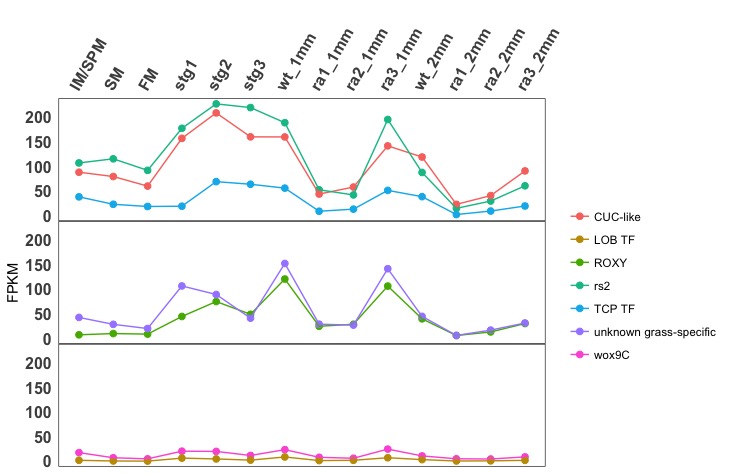 IM/SPM SM FM stg1 stg2 stg3 wt_1mm ra1_1mm ra2_1mm ra3_1mm wt_2mm ra1_2mm ra2_2mm ra3_2mm
200
150
100
50
0
200
150
100
50
0
200
150
100
50
0
FPKM
CUC-like
LOB TF
ROXY
rs2
TCP TF
unknown grass-specific
wox9C